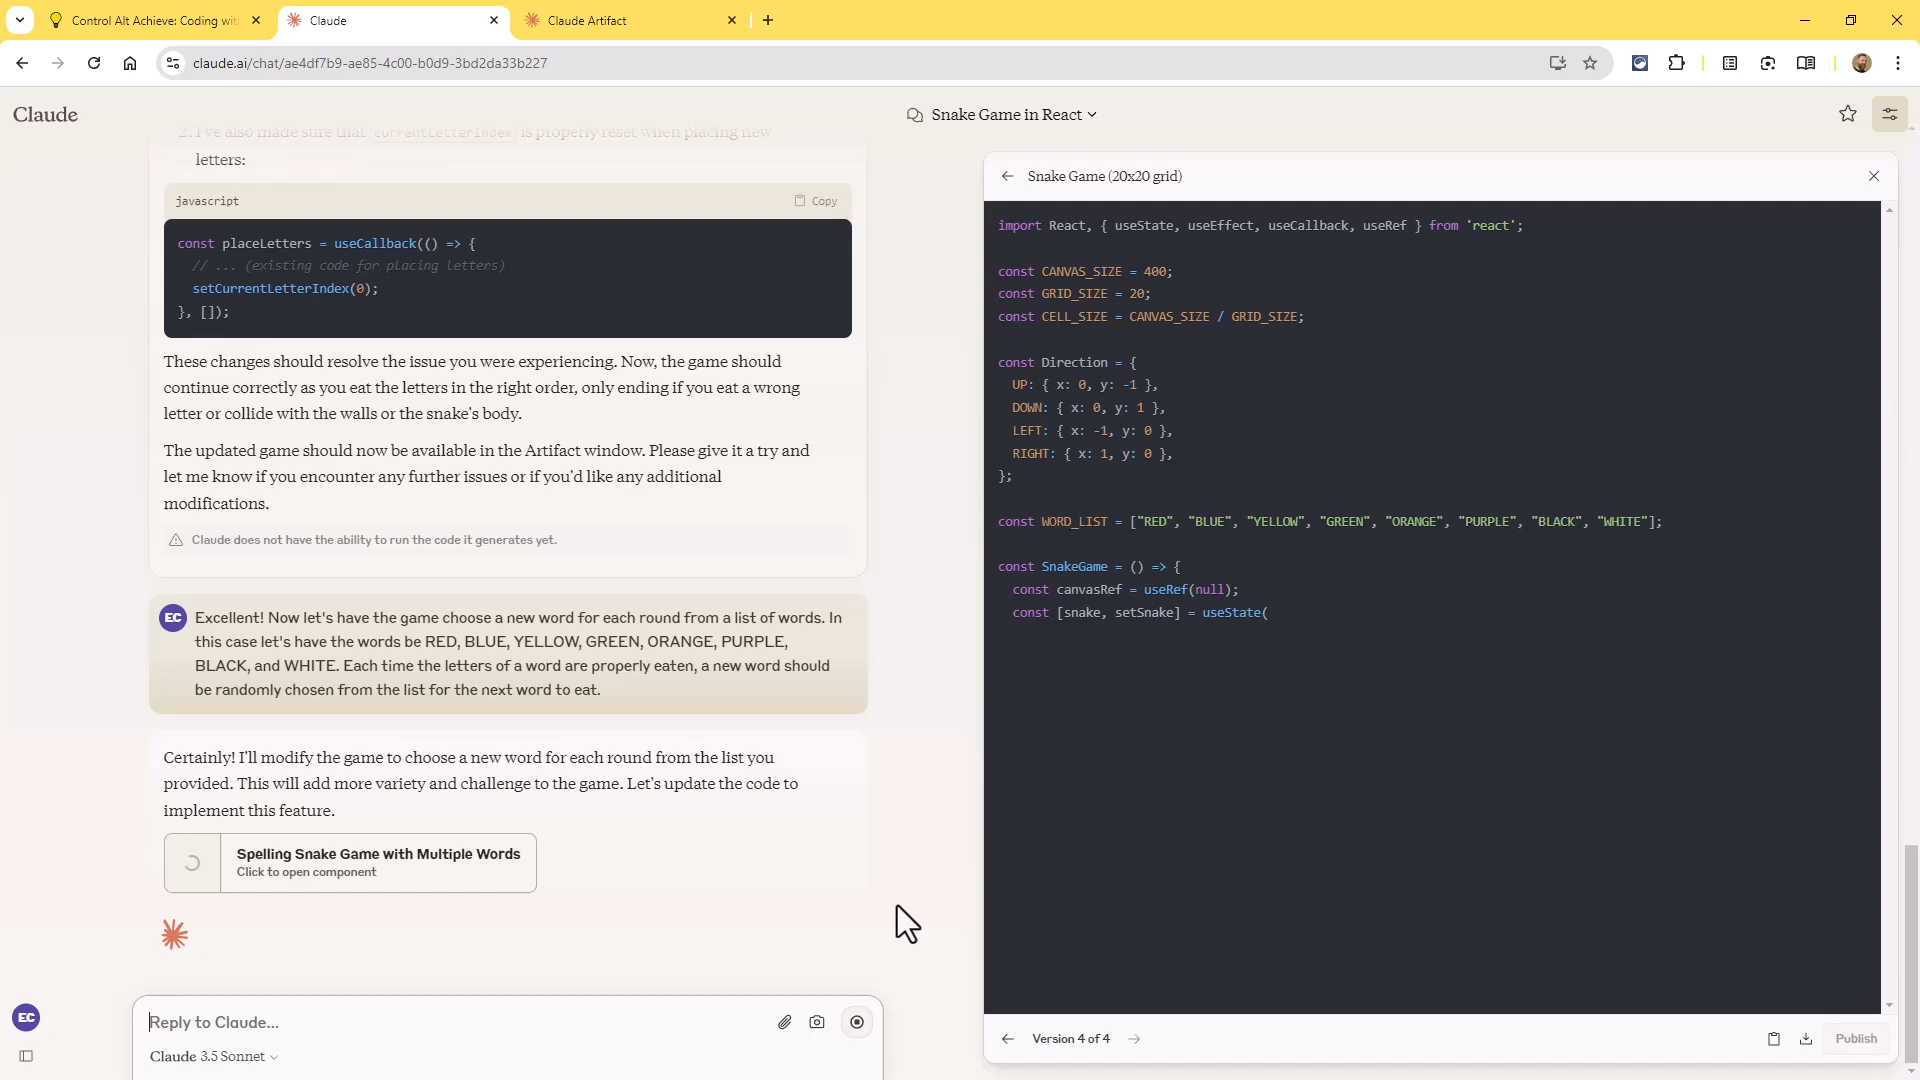 Control Alt Achieve: Coding wit
Claude
Claude Artifact
claude.ai/chat/ae4df7b9-ae85-4c00-b0d9-3bd2da33b227
Claude
Snake Game in React
2. I've also made sure that currentLetterIndex is properly reset when placing new
letters:
javascript
Copy
const placeLetters = useCallback(() => {
// ... (existing code for placing letters)
setCurrentLetterIndex(0);
}, []);
These changes should resolve the issue you were experiencing. Now, the game should
continue correctly as you eat the letters in the right order, only ending if you eat a wrong
letter or collide with the walls or the snake's body.
The updated game should now be available in the Artifact window. Please give it a try and
let me know if you encounter any further issues or if you'd like any additional
modifications.
Claude does not have the ability to run the code it generates yet.
EC
Excellent! Now let's have the game choose a new word for each round from a list of words. In
this case let's have the words be RED, BLUE, YELLOW, GREEN, ORANGE, PURPLE,
BLACK, and WHITE. Each time the letters of a word are properly eaten, a new word should
be randomly chosen from the list for the next word to eat.
Certainly! I'll modify the game to choose a new word for each round from the list you
provided. This will add more variety and challenge to the game. Let's update the code to
implement this feature.
Spelling Snake Game with Multiple Words
Click to open component
EC
Reply to Claude...
Claude 3.5 Sonnet
Snake Game (20x20 grid)
import React, { useState, useEffect, useCallback, useRef } from 'react';
const CANVAS_SIZE = 400;
const GRID_SIZE = 20;
const CELL_SIZE = CANVAS_SIZE / GRID_SIZE;
const Direction = {
UP: { x: 0, y: -1 },
DOWN: { x: 0, y: 1 },
LEFT: { x: -1, y: 0 },
RIGHT: { x: 1, y: 0 },
};
const WORD_LIST = ["RED", "BLUE", "YELLOW", "GREEN", "ORANGE", "PURPLE", "BLACK", "WHITE"];
const SnakeGame = () => {
const canvasRef = useRef(null);
const [snake, setSnake] = useState(
Version 4 of 4
Publish